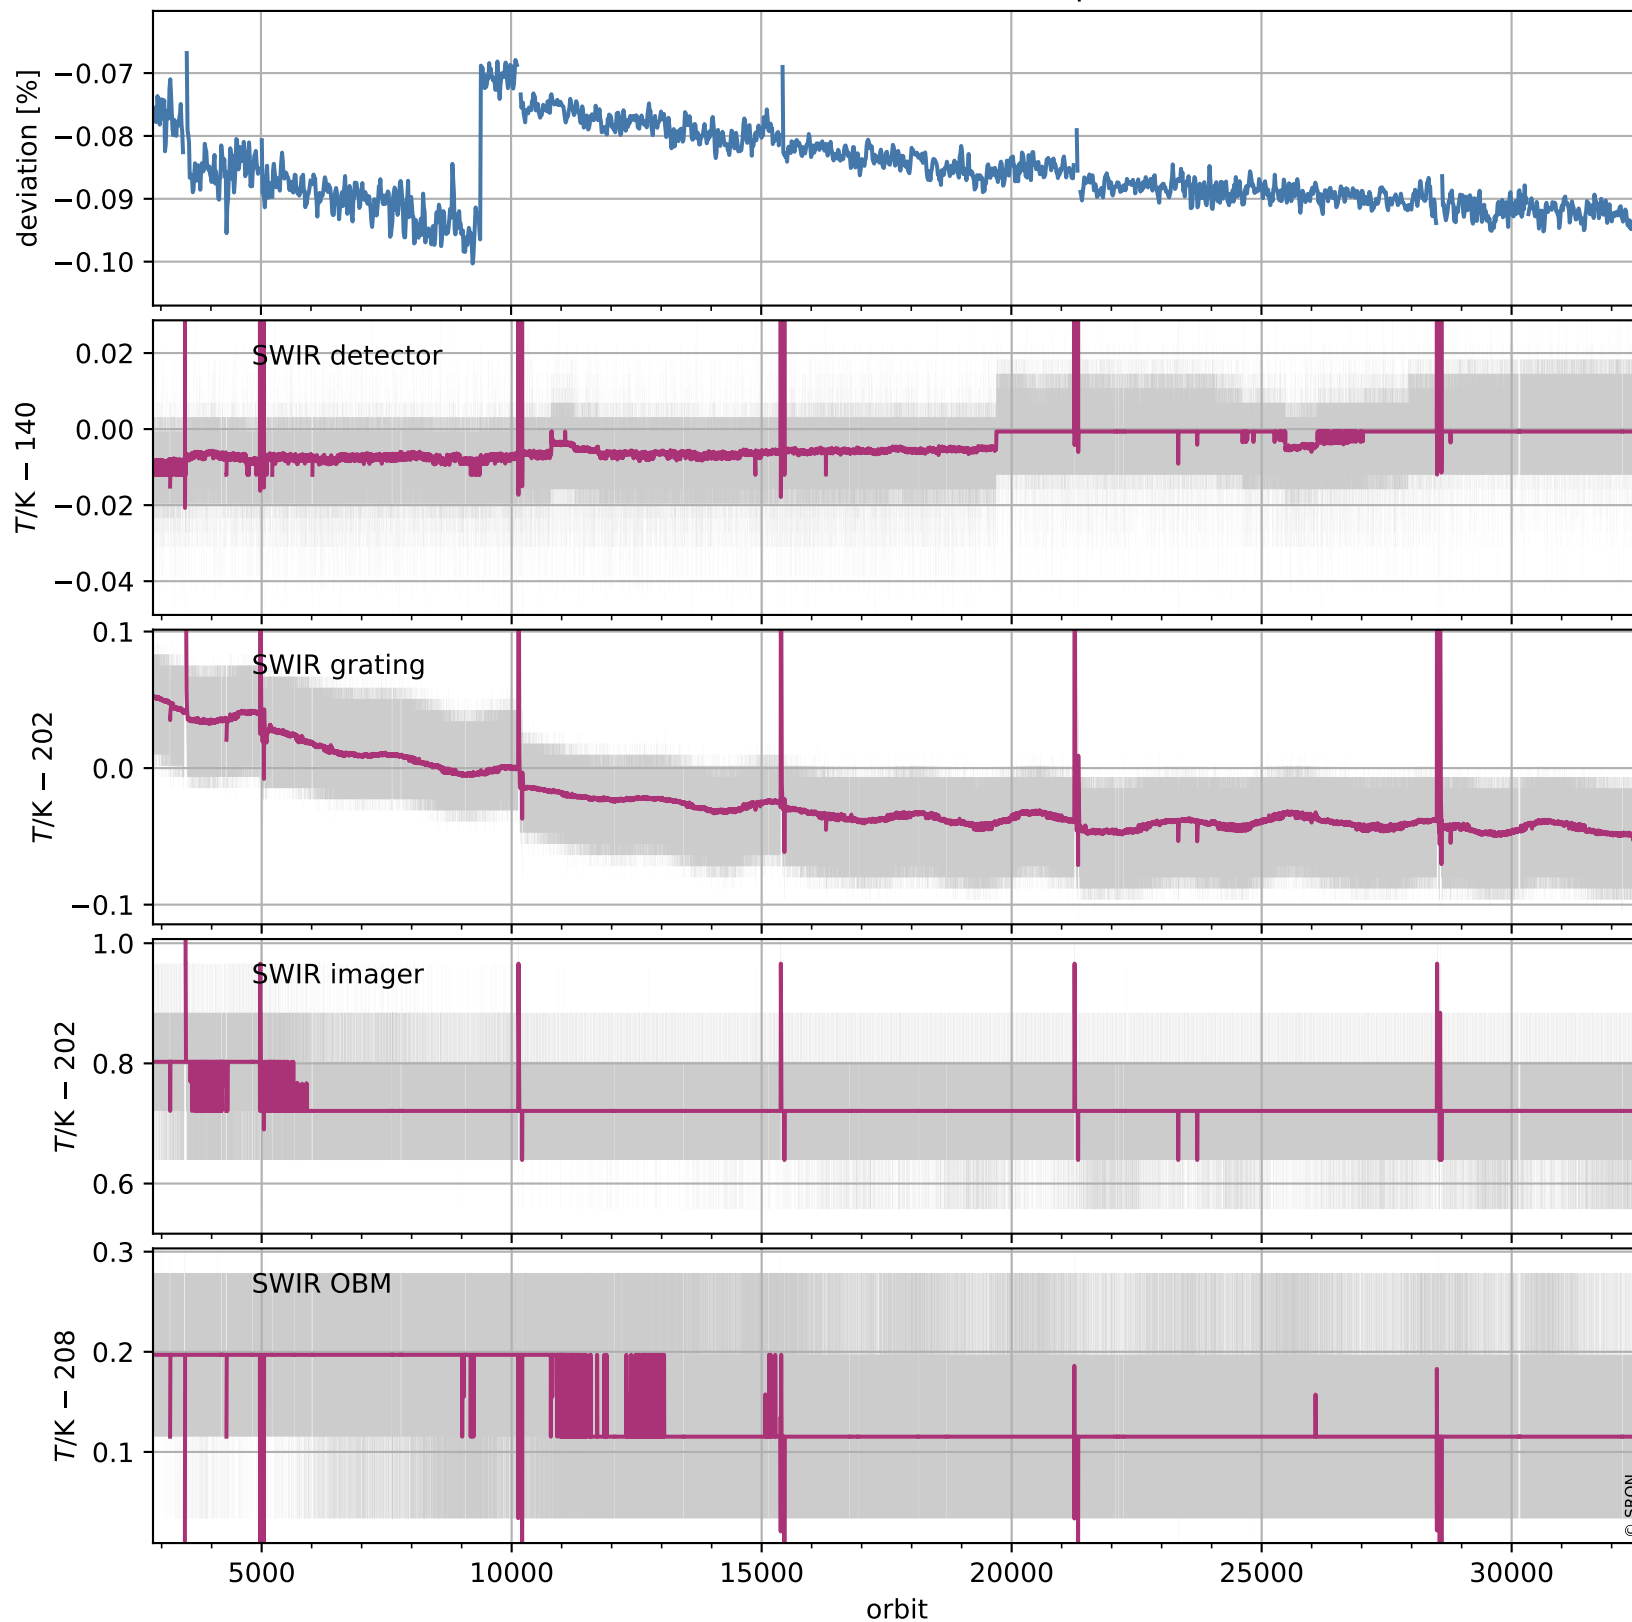 deviation [%]
−0.07
−0.08
−0.09
−0.10
T/K − 140
0.02
0.00
−0.02
−0.04
SWIR detector
T/K − 202
0.1
0.0
−0.1
SWIR grating
T/K − 202
1.0
0.8
0.6
SWIR imager
T/K − 208
0.3
0.2
0.1
SWIR OBM
5000 10000 15000 20000 25000 30000
orbit
© SRON